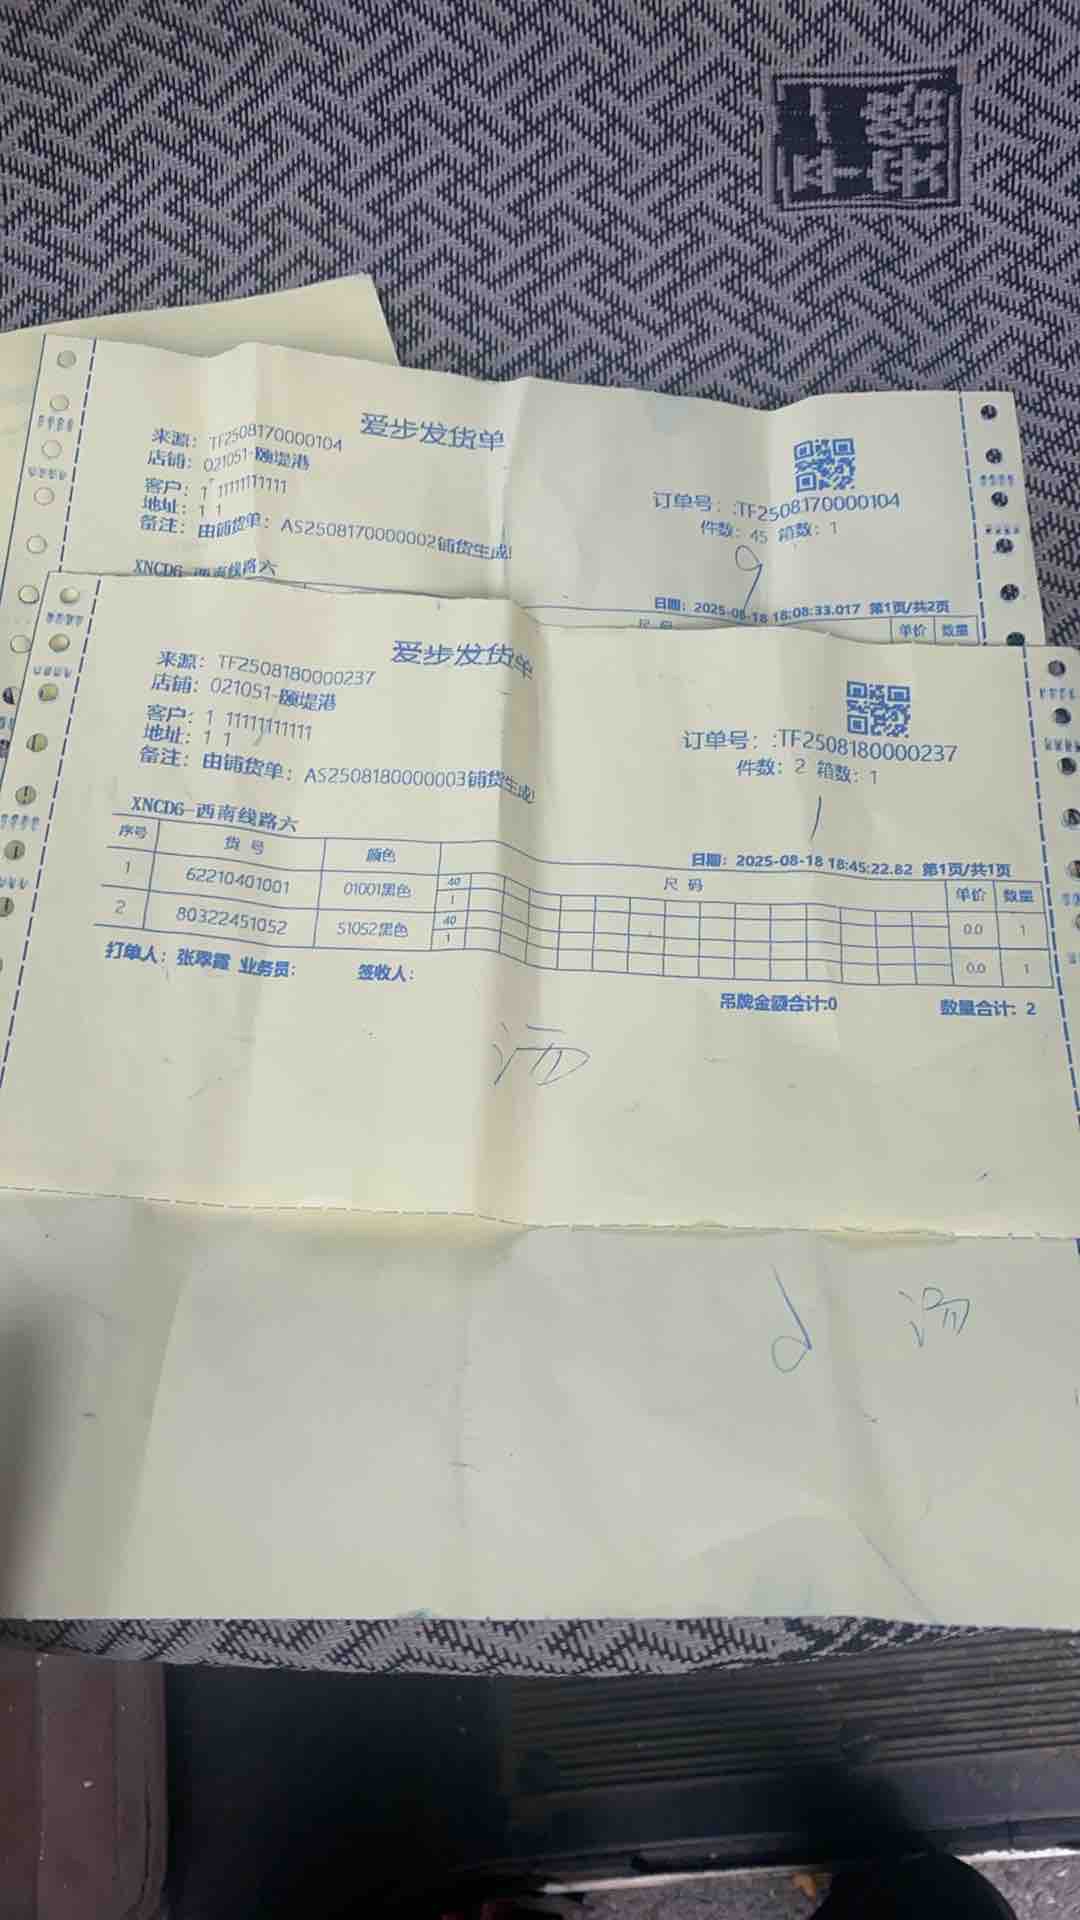 爱步发货单
来源：TF2508170000104
店铺：021051-颐堤港
客户：1 11111111111
地址：1 1
备注：由铺货单：AS2508170000002铺货生成!
订单号：:TF2508170000104
件数：45 箱数：1
9
XNCD6-西南线路六
日期：2025-08-18 18:08:33.017 第1页/共2页
尺 码 单价 数量
爱步发货单
来源：TF2508180000237
店铺：021051-颐堤港
客户：1 11111111111
地址：1 1
备注：由铺货单：AS2508180000003铺货生成!
订单号：:TF2508180000237
件数：2 箱数：1
1
XNCD6-西南线路六
日期：2025-08-18 18:45:22.82 第1页/共1页
序号 货 号 颜色 尺 码 单价 数量
1 62210401001 01001黑色 40 1 0.0 1
2 80322451052 51052黑色 40 1 0.0 1
打单人：张翠霞 业务员： 签收人：
吊牌金额合计:0 数量合计：2